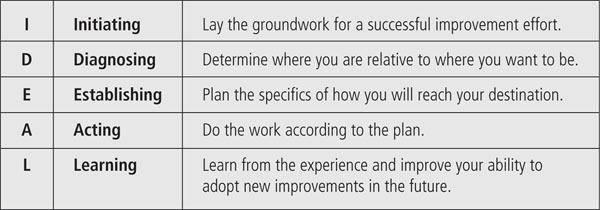 I Initiating Lay the groundwork for a successful improvement effort.
D Diagnosing Determine where you are relative to where you want to be.
E Establishing Plan the specifics of how you will reach your destination.
A Acting Do the work according to the plan.
L Learning Learn from the experience and improve your ability to
adopt new improvements in the future.